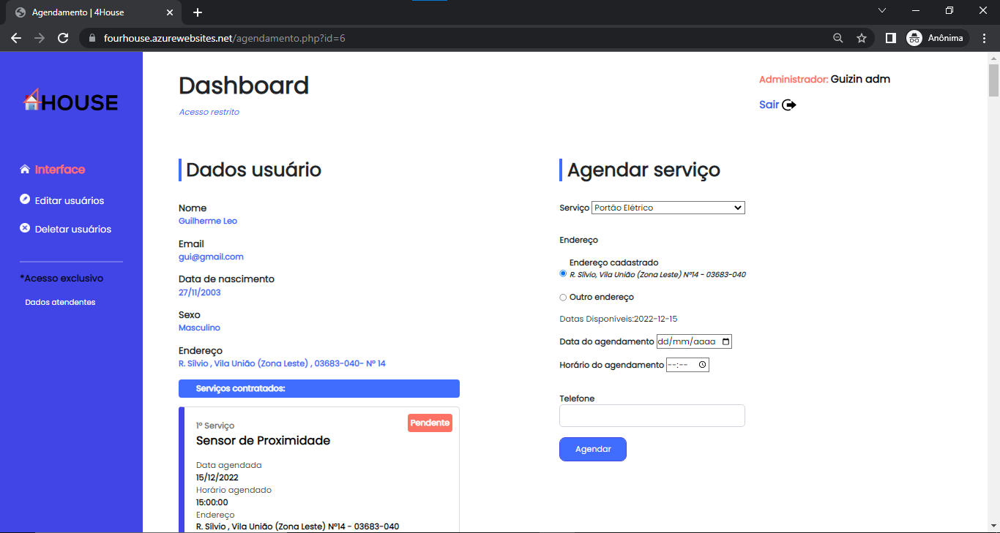 Agendamento | 4House
fourhouse.azurewebsites.net/agendamento.php?id=6
Anônima
4HOUSE
Interface
Editar usuários
Deletar usuários
*Acesso exclusivo
Dados atendentes
Dashboard
Acesso restrito
Administrador: Guizin adm
Sair
Dados usuário
Nome
Guilherme Leo
Email
gui@gmail.com
Data de nascimento
27/11/2003
Sexo
Masculino
Endereço
R. Sílvio , Vila União (Zona Leste) , 03683-040- Nº 14
Serviços contratados:
1º Serviço
Pendente
Sensor de Proximidade
Data agendada
15/12/2022
Horário agendado
15:00:00
Endereço
R. Sílvio , Vila União (Zona Leste) Nº14 - 03683-040
Agendar serviço
Serviço Portão Elétrico
Endereço
Endereço cadastrado
R. Sílvio, Vila União (Zona Leste) Nº14 - 03683-040
Outro endereço
Datas Disponíveis:2022-12-15
Data do agendamento dd/mm/aaaa
Horário do agendamento --:--
Telefone
Agendar